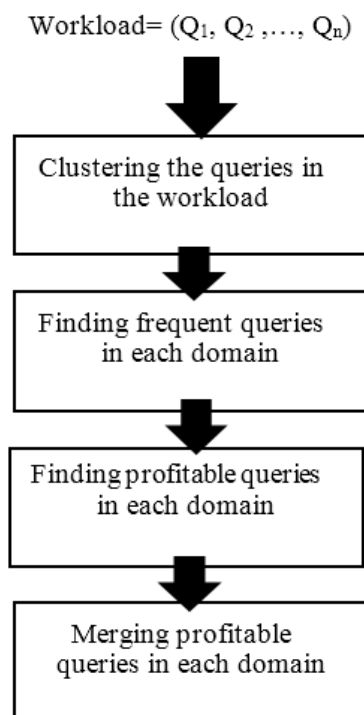 Workload= (Q₁, Q₂ ,…, Qₙ)
Clustering the queries in
the workload
Finding frequent queries
in each domain
Finding profitable queries
in each domain
Merging profitable
queries in each domain